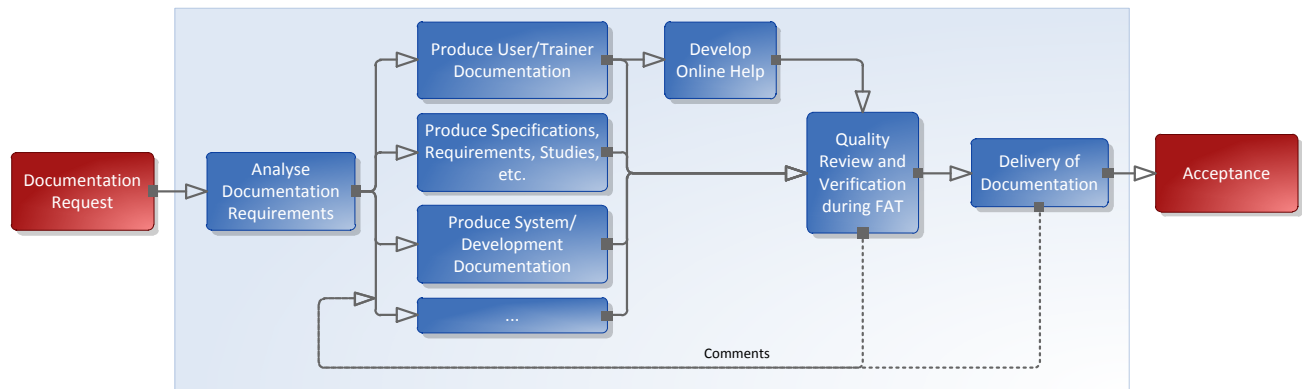 Documentation
Request
Analyse
Documentation
Requirements
Produce User/Trainer
Documentation
Produce Specifications,
Requirements, Studies,
etc.
Produce System/
Development
Documentation
...
Develop
Online Help
Quality
Review and
Verification
during FAT
Delivery of
Documentation
Acceptance
Comments